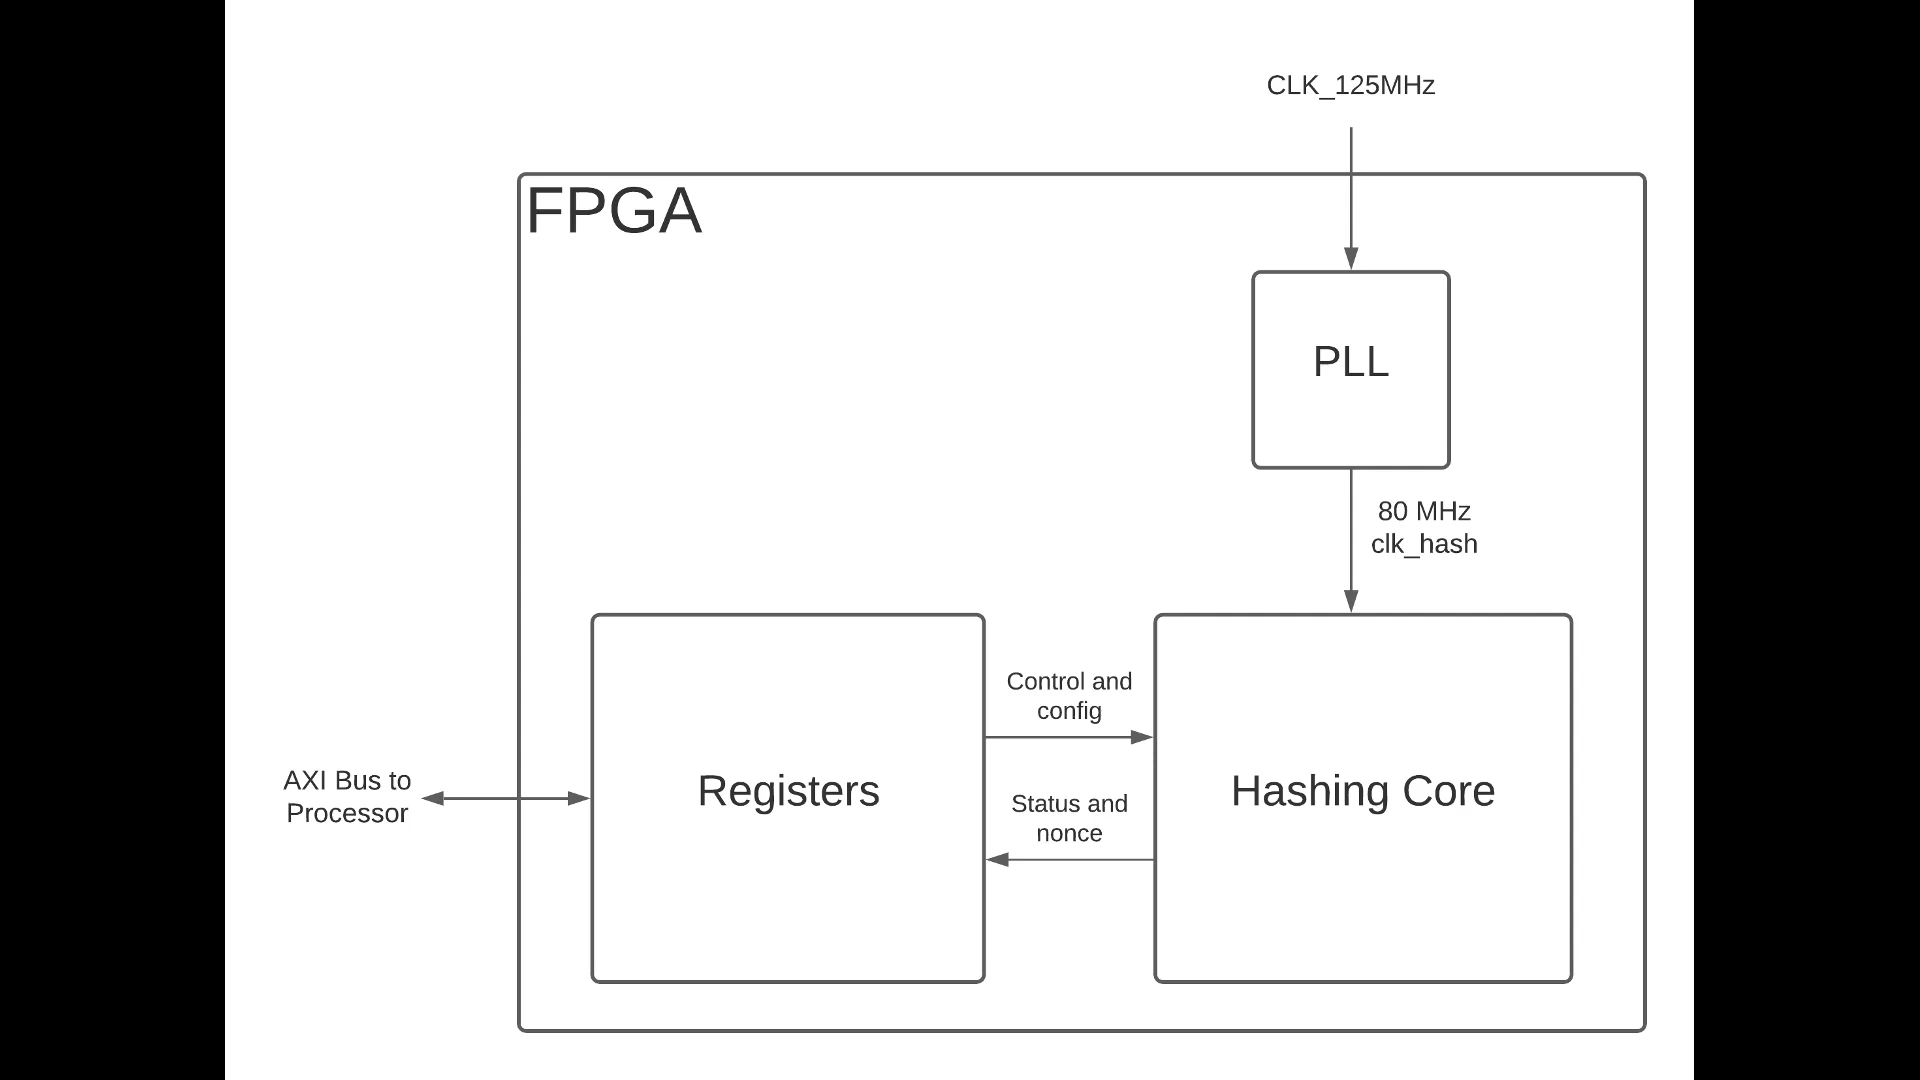 CLK_125MHz
FPGA
PLL
80 MHz
clk_hash
Control and
config
AXI Bus to
Processor
Registers
Hashing Core
Status and
nonce